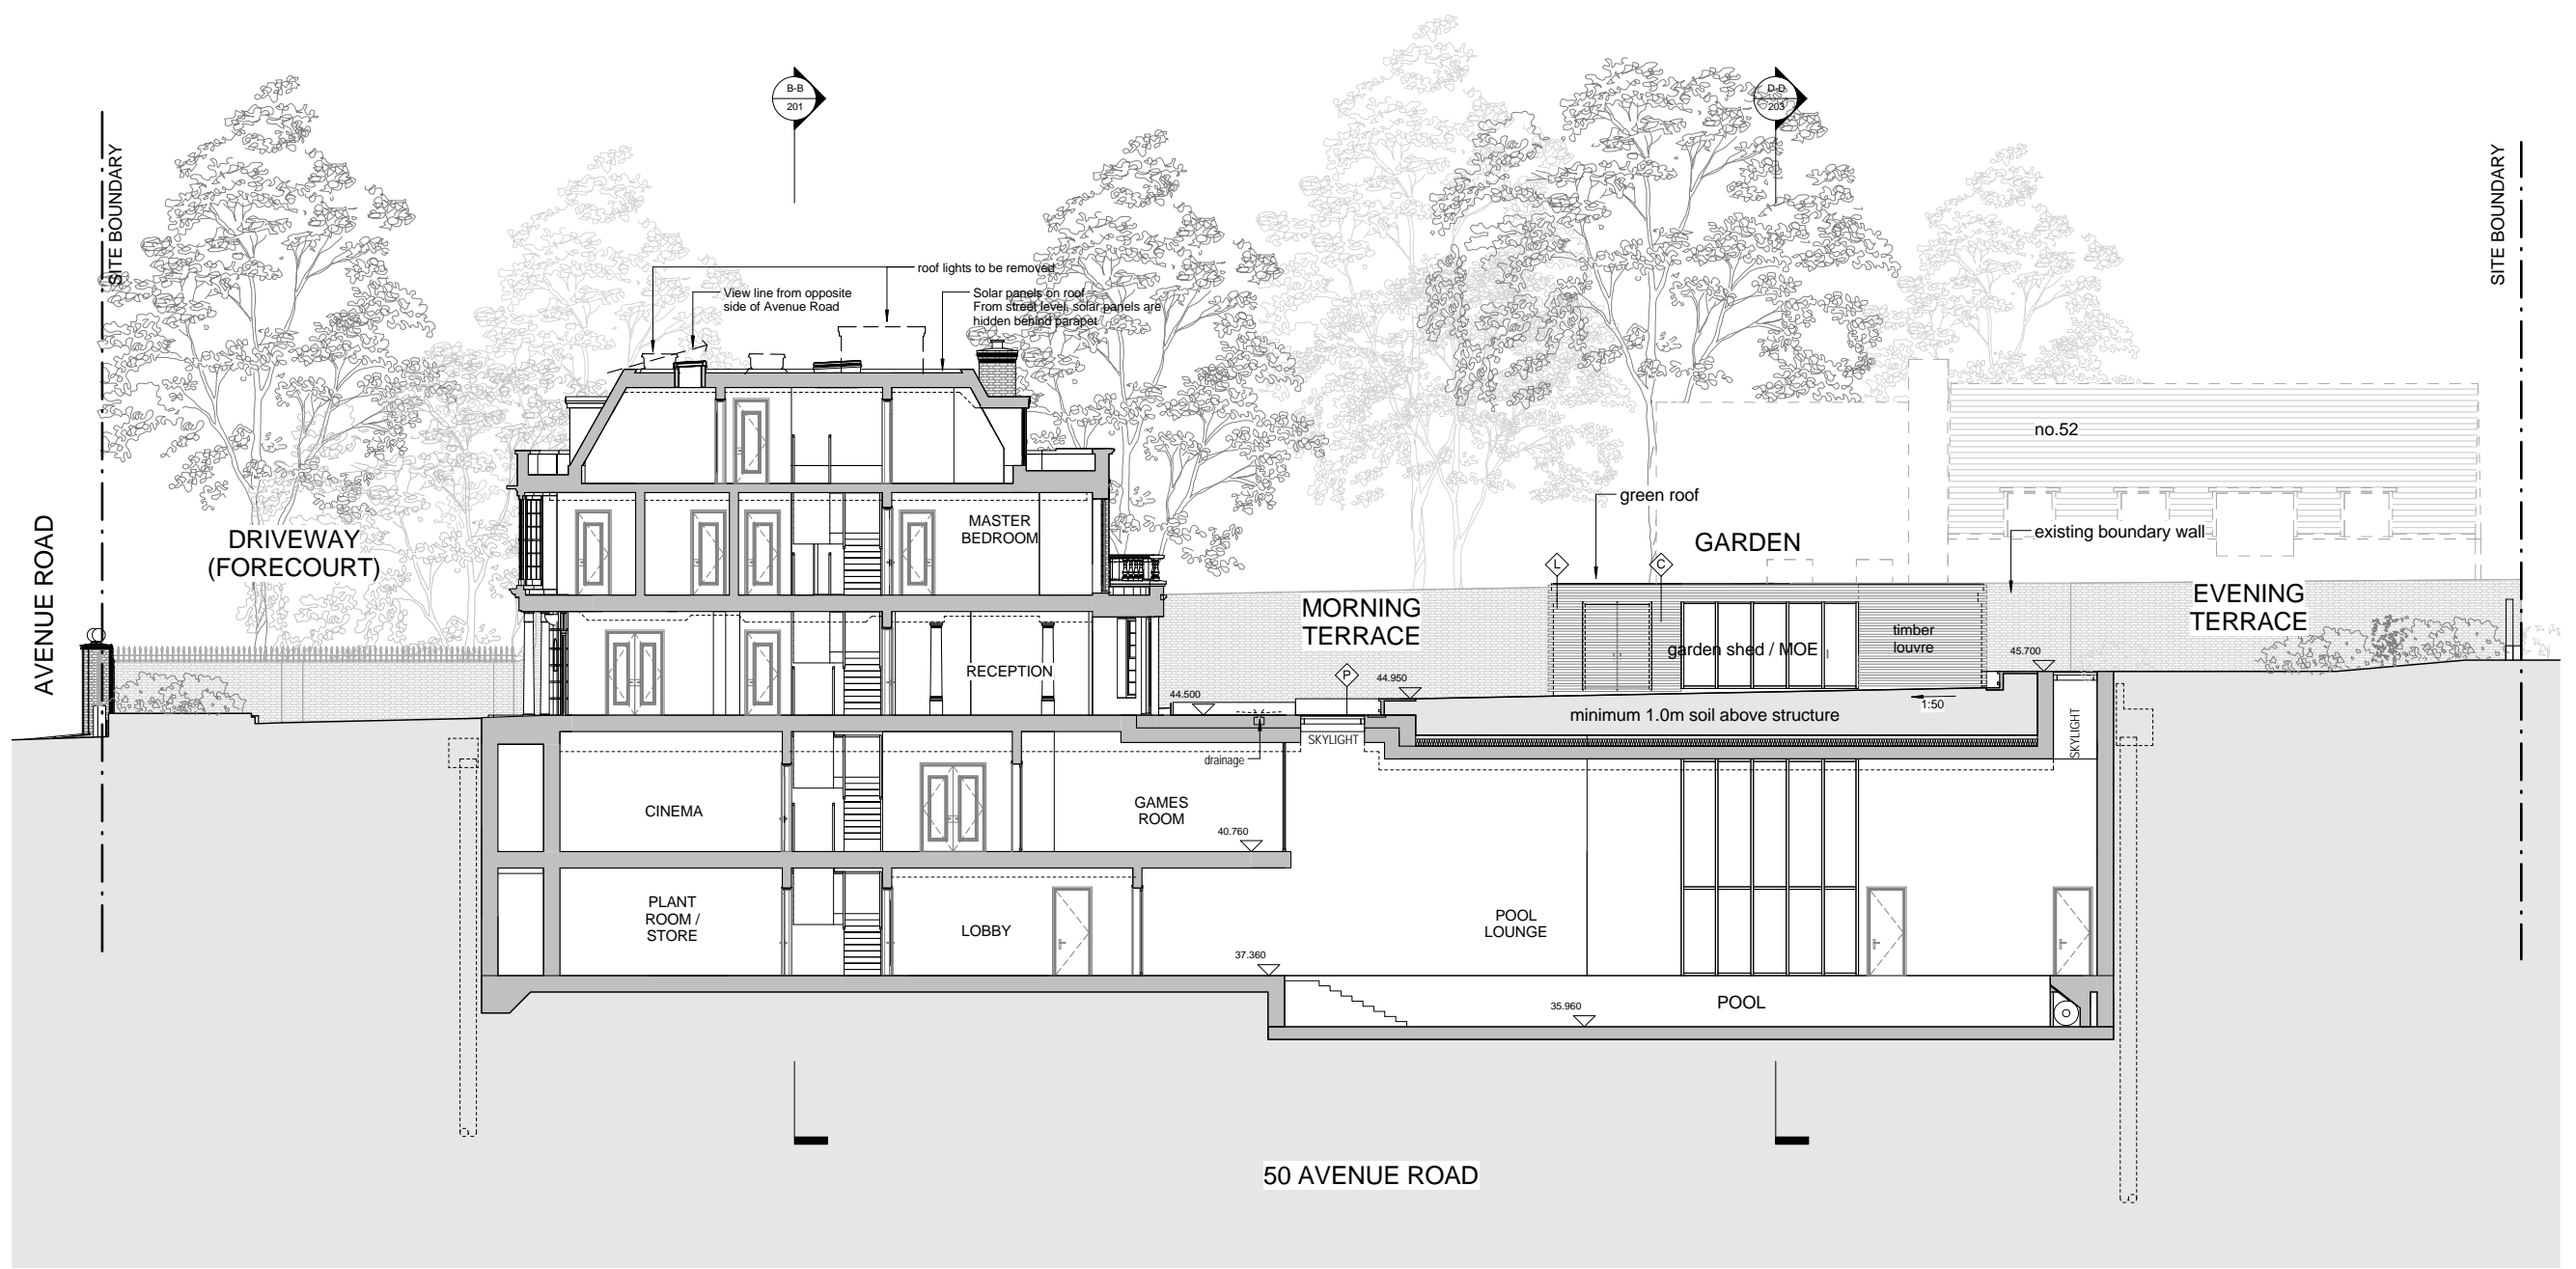 B-B
201
D-D
203
SITE BOUNDARY
SITE BOUNDARY
roof lights to be removed
View line from opposite
side of Avenue Road
Solar panels on roof
From street level, solar panels are
hidden behind parapet
no.52
green roof
existing boundary wall
AVENUE ROAD
DRIVEWAY
(FORECOURT)
MASTER
BEDROOM
GARDEN
L
C
MORNING
TERRACE
EVENING
TERRACE
timber
louvre
garden shed / MOE
45.700
RECEPTION
P
44.950
44.500
1:50
minimum 1.0m soil above structure
SKYLIGHT
SKYLIGHT
drainage
CINEMA
GAMES
ROOM
40.760
PLANT
ROOM /
STORE
LOBBY
POOL
LOUNGE
37.360
35.960
POOL
50 AVENUE ROAD